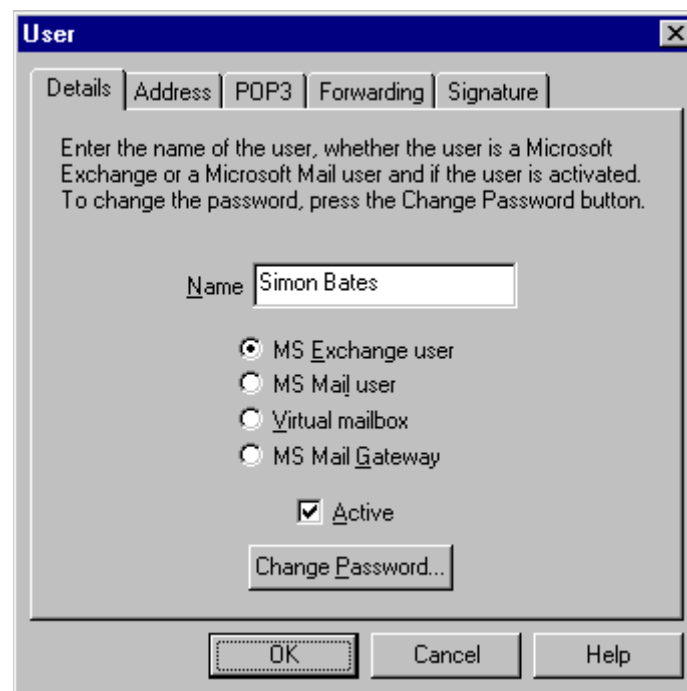 User
Details Address POP3 Forwarding Signature
Enter the name of the user, whether the user is a Microsoft
Exchange or a Microsoft Mail user and if the user is activated.
To change the password, press the Change Password button.
Name Simon Bates
MS Exchange user
MS Mail user
Virtual mailbox
MS Mail Gateway
Active
Change Password...
OK Cancel Help